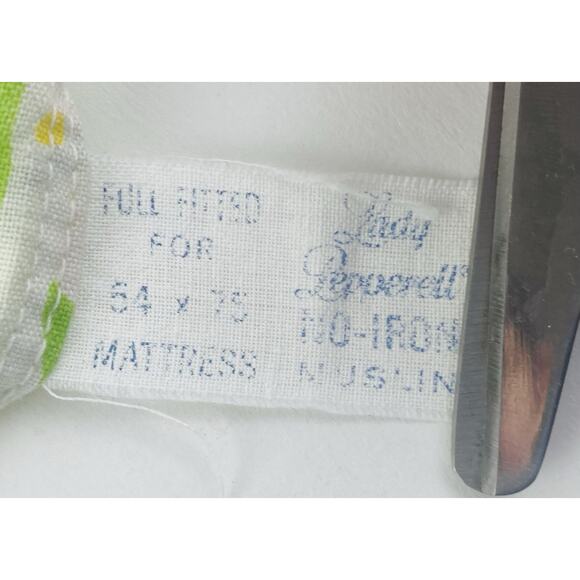 FULL FITTED
FOR
54 x 75
MATTRESS
Lady
Pepperell
NO-IRON
MUSLIN